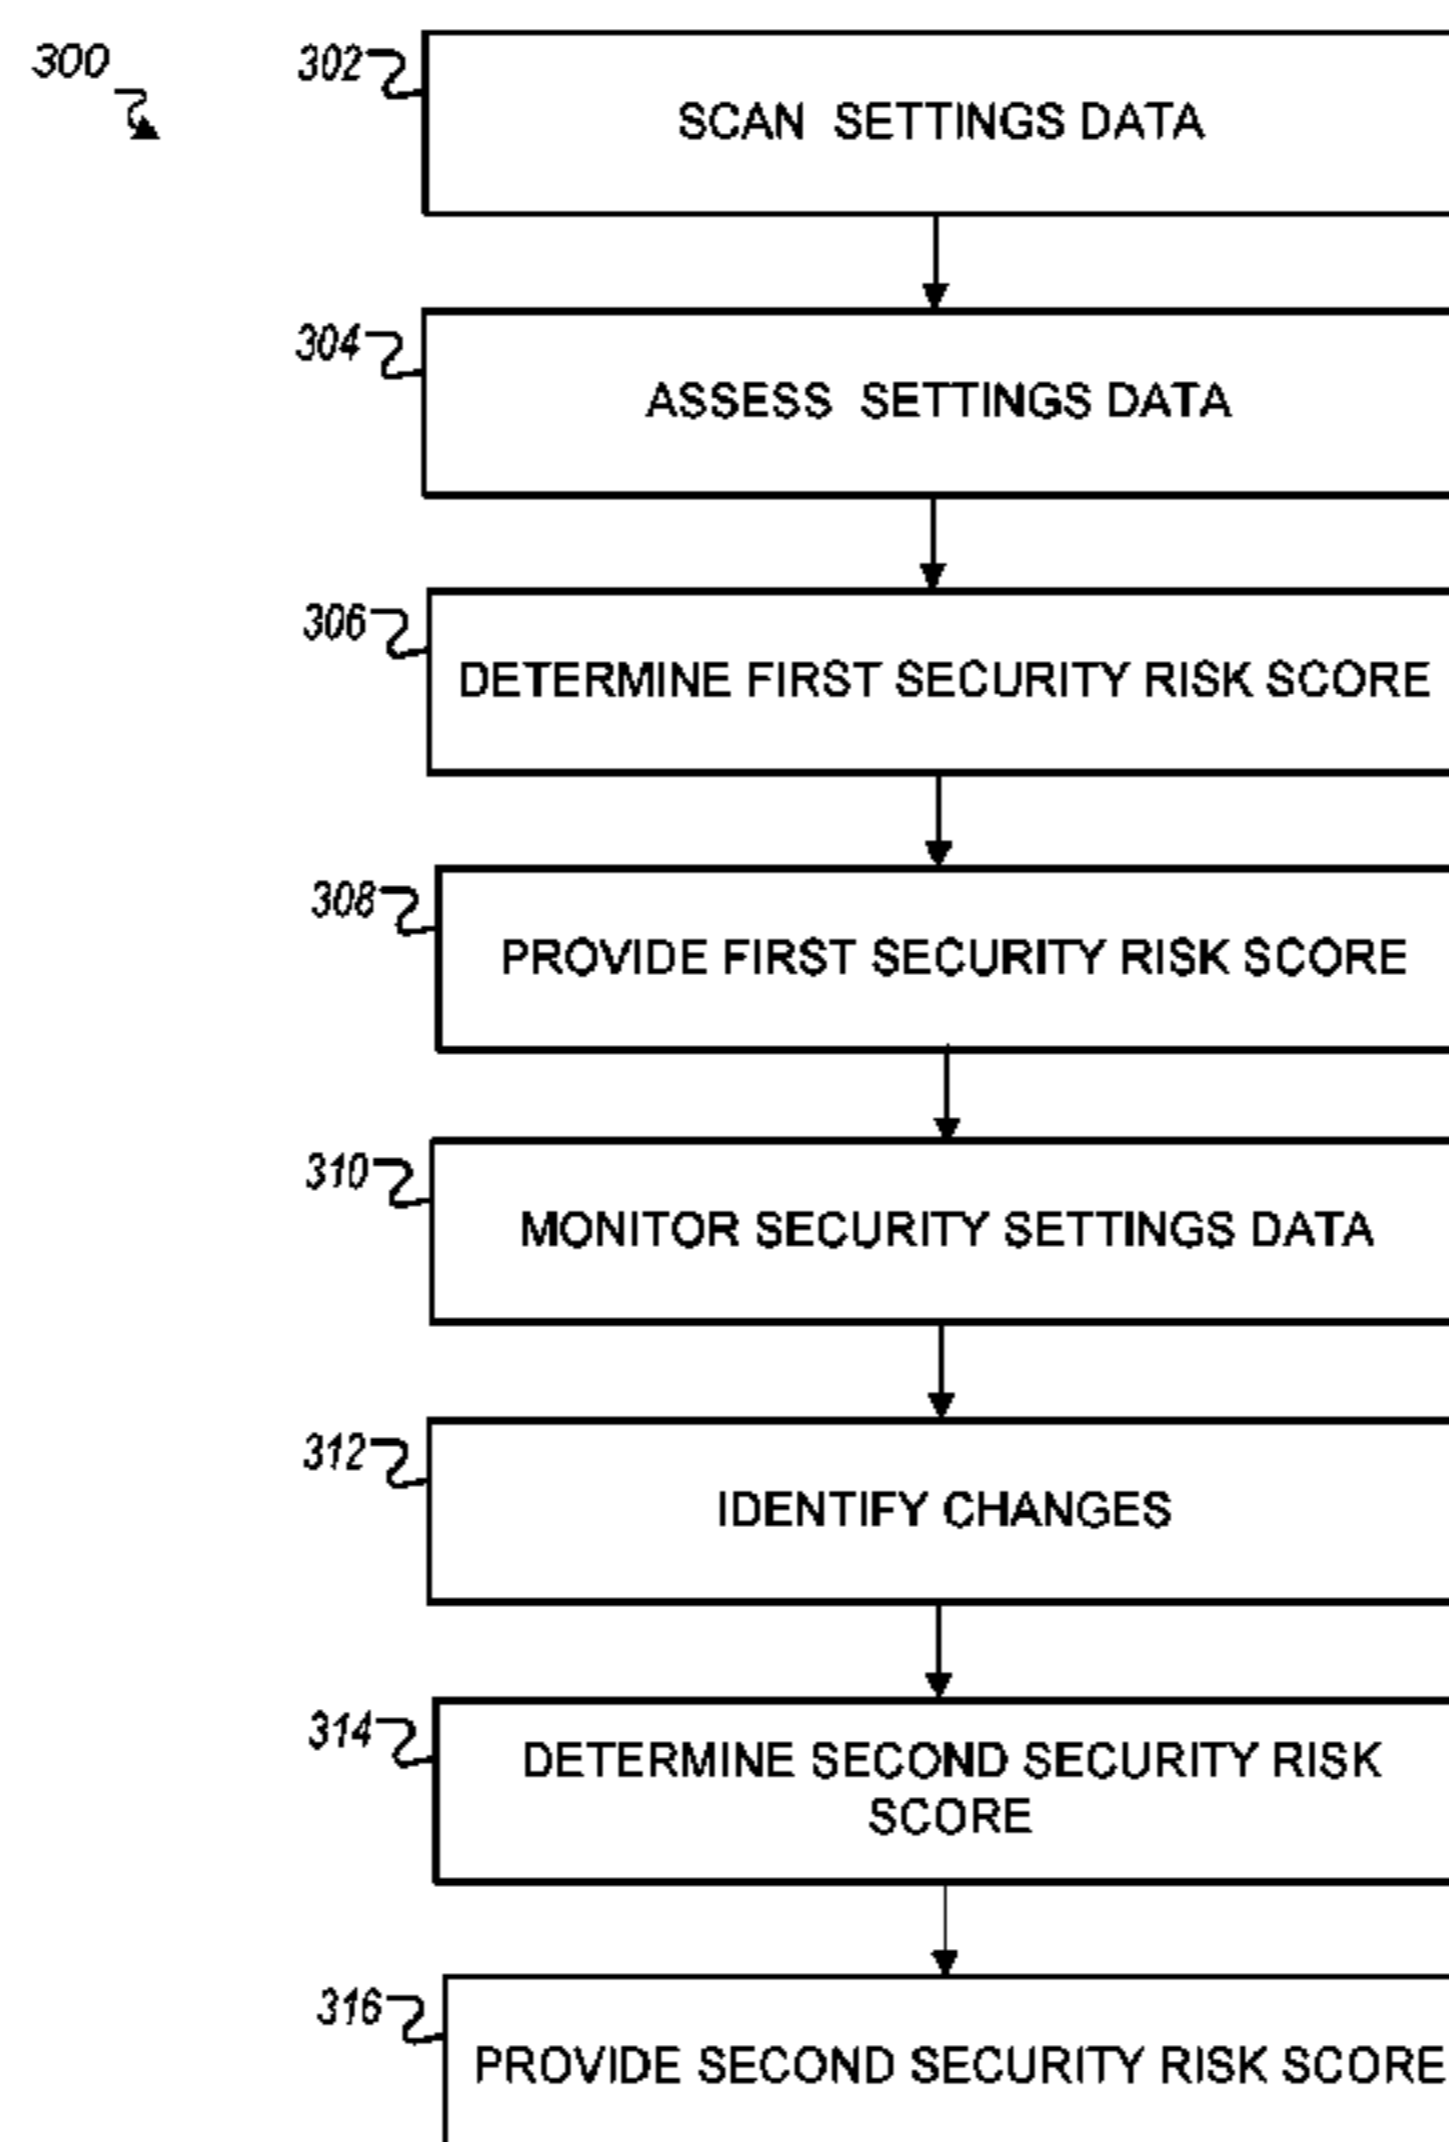 300
302
SCAN SETTINGS DATA
304
ASSESS SETTINGS DATA
306
DETERMINE FIRST SECURITY RISK SCORE
308
PROVIDE FIRST SECURITY RISK SCORE
310
MONITOR SECURITY SETTINGS DATA
312
IDENTIFY CHANGES
314
DETERMINE SECOND SECURITY RISK
SCORE
316
PROVIDE SECOND SECURITY RISK SCORE